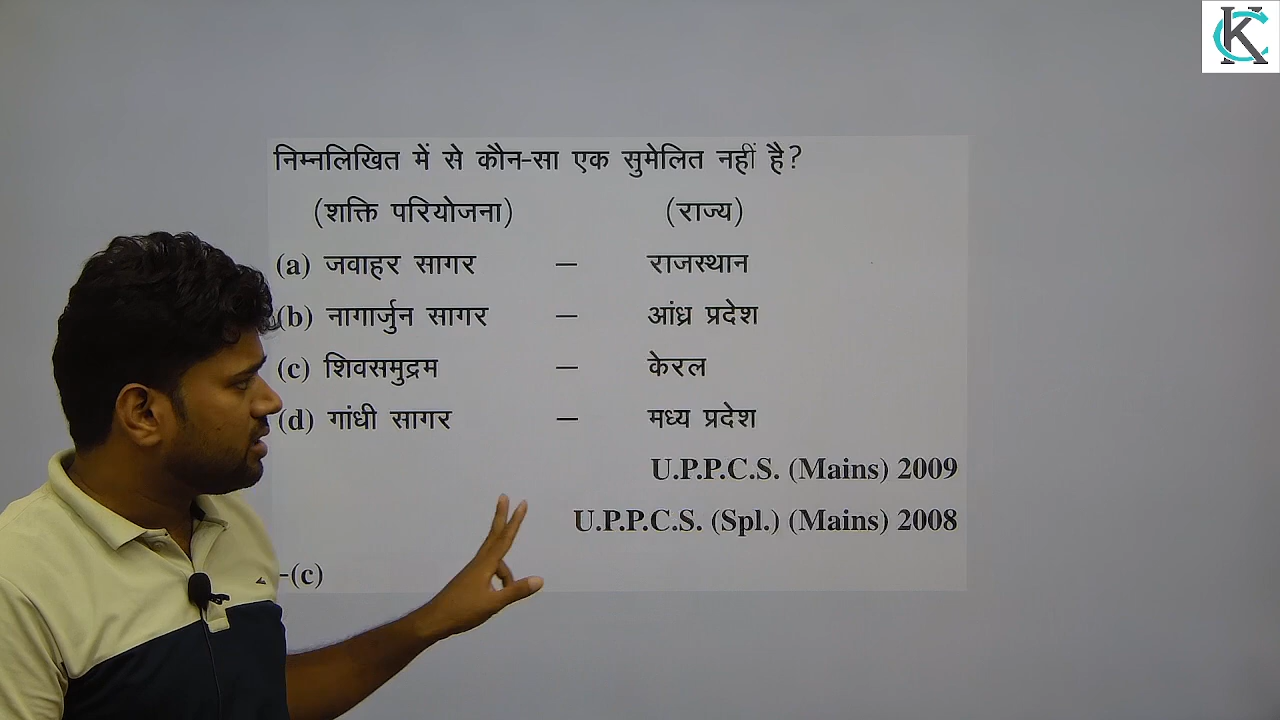 KC
निम्नलिखित में से कौन-सा एक सुमेलित नहीं है?
(शक्ति परियोजना) (राज्य)
(a) जवाहर सागर – राजस्थान
(b) नागार्जुन सागर – आंध्र प्रदेश
(c) शिवसमुद्रम – केरल
(d) गांधी सागर – मध्य प्रदेश
U.P.P.C.S. (Mains) 2009
U.P.P.C.S. (Spl.) (Mains) 2008
-(c)